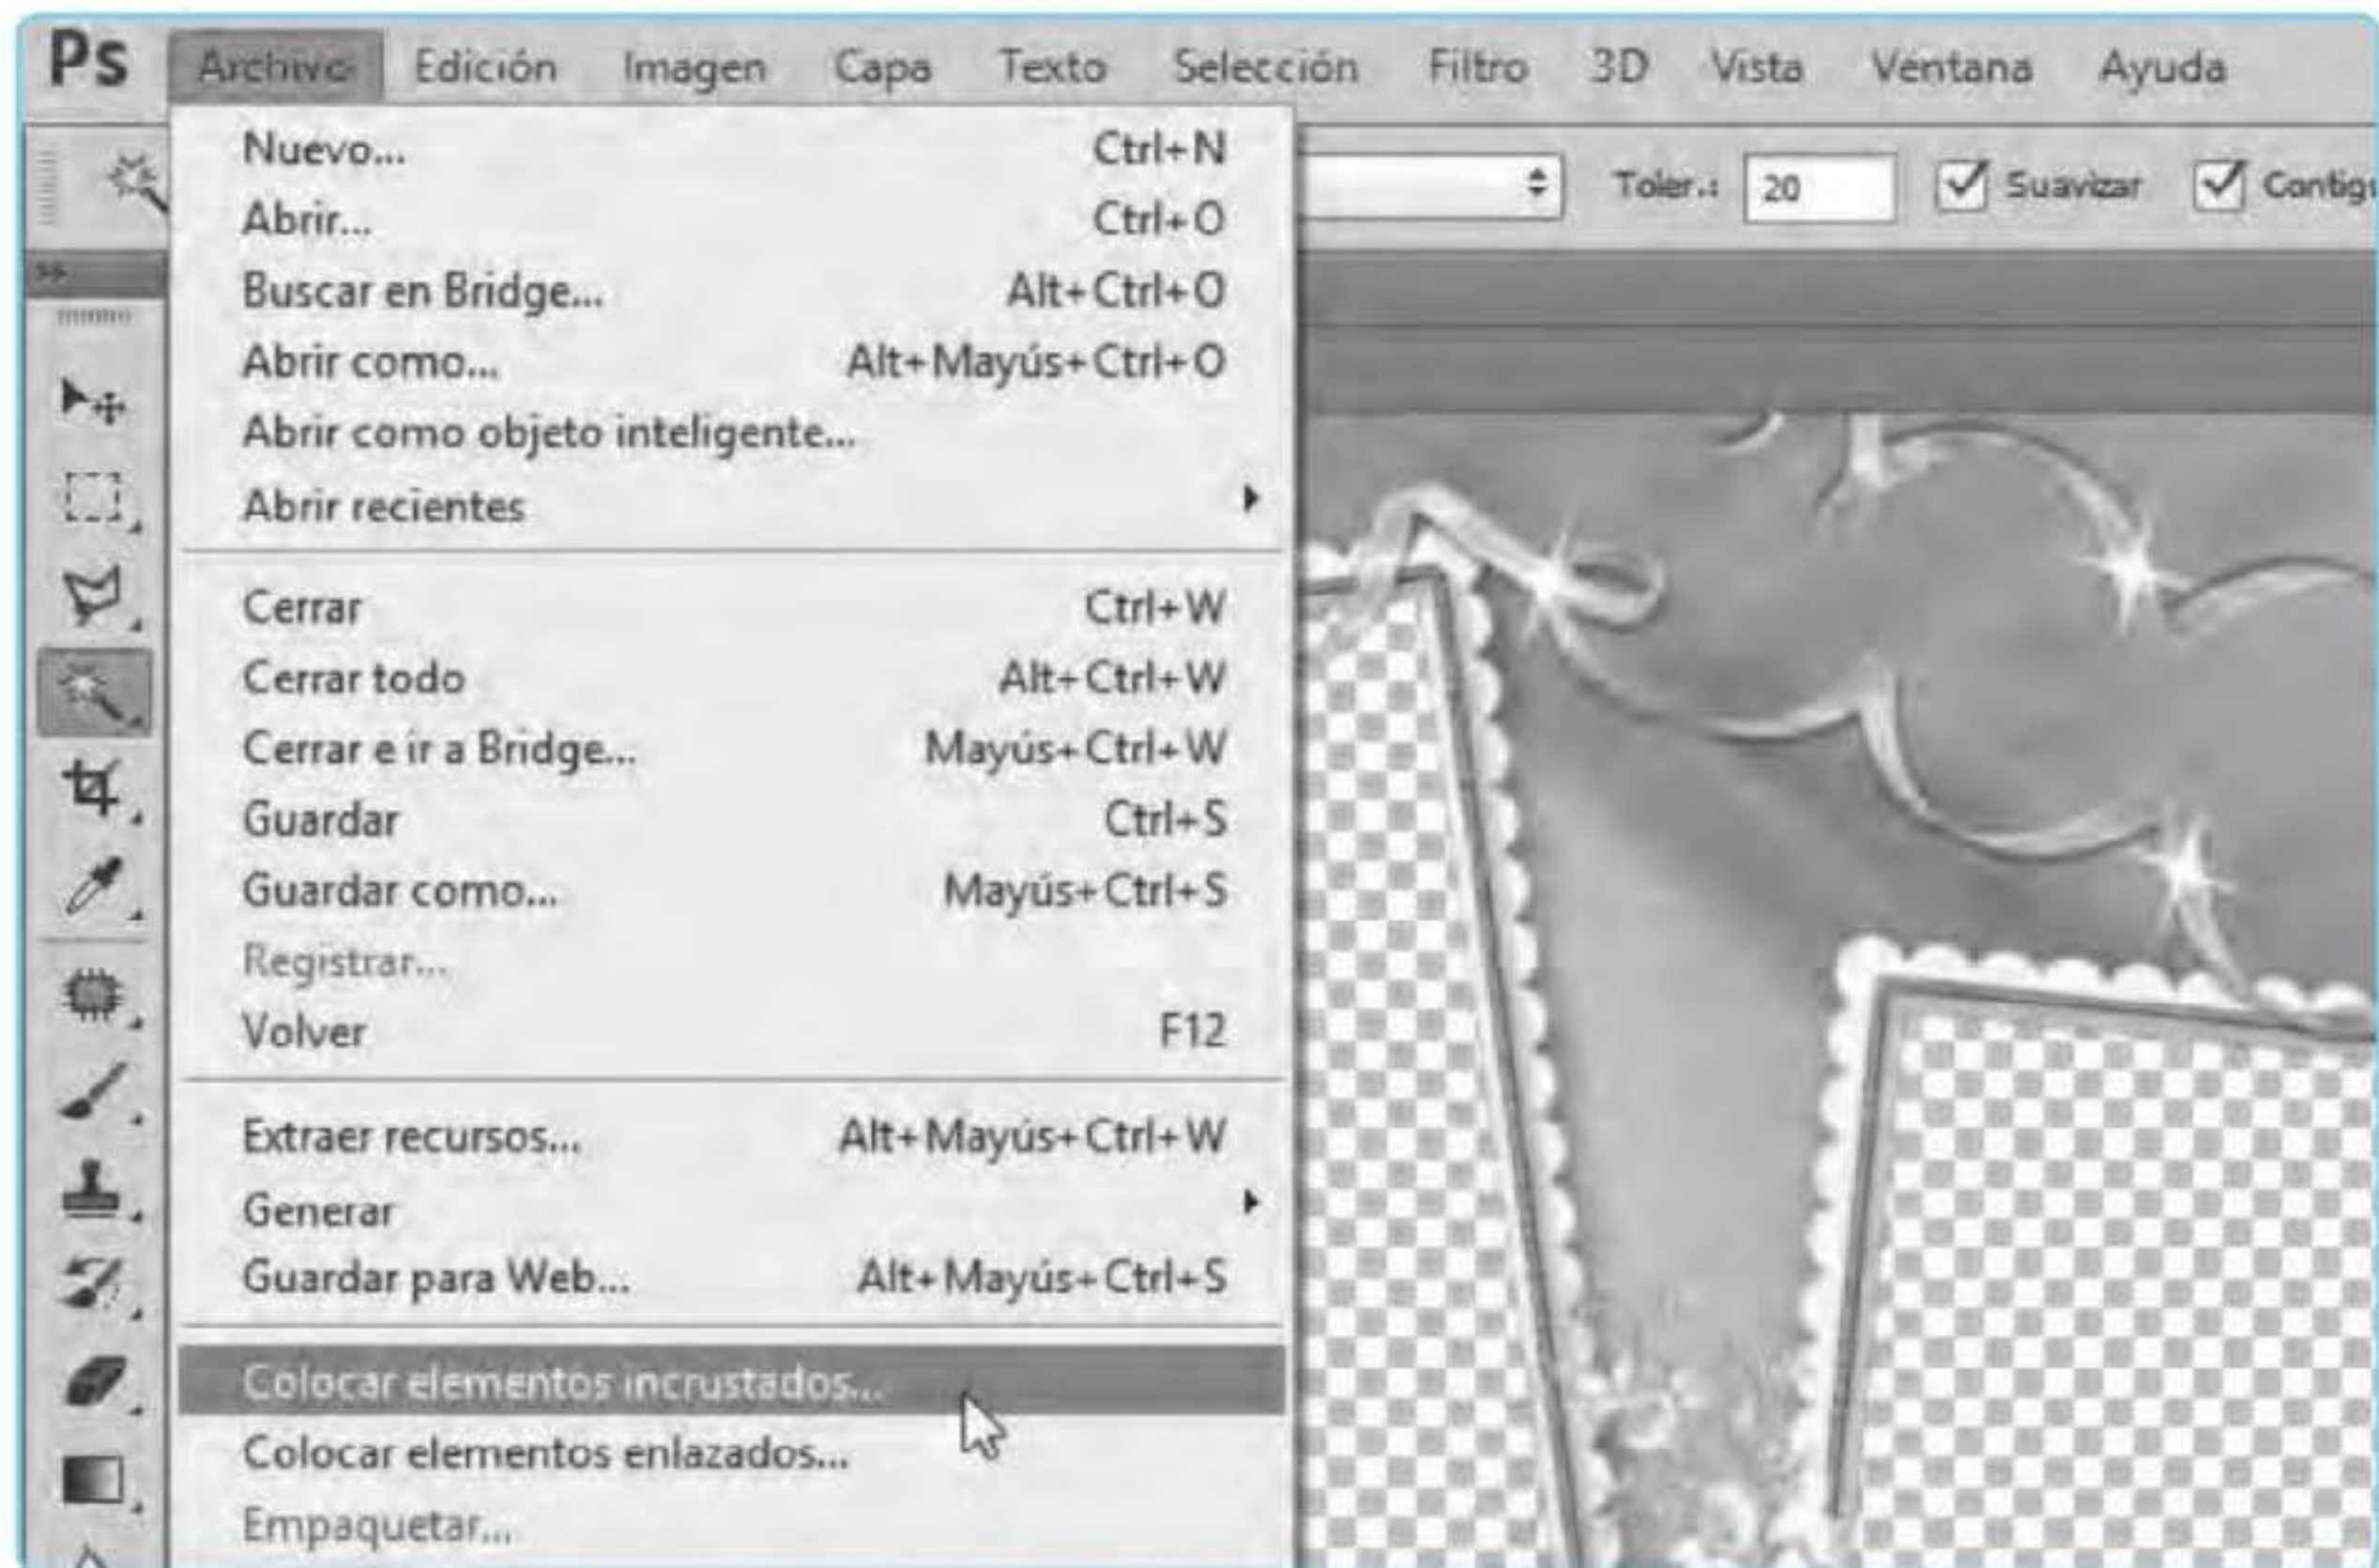 Ps Archivo Edición Imagen Capa Texto Selección Filtro 3D Vista Ventana Ayuda
Toler.: 20 Suavizar
Nuevo... Ctrl+N
Abrir... Ctrl+O
Buscar en Bridge... Alt+Ctrl+O
Abrir como... Alt+Mayús+Ctrl+O
Abrir como objeto inteligente...
Abrir recientes
Cerrar Ctrl+W
Cerrar todo Alt+Ctrl+W
Cerrar e ir a Bridge... Mayús+Ctrl+W
Guardar Ctrl+S
Guardar como... Mayús+Ctrl+S
Registrar...
Volver F12
Extraer recursos... Alt+Mayús+Ctrl+W
Generar
Guardar para Web... Alt+Mayús+Ctrl+S
Colocar elementos incrustados...
Colocar elementos enlazados...
Empaquetar...